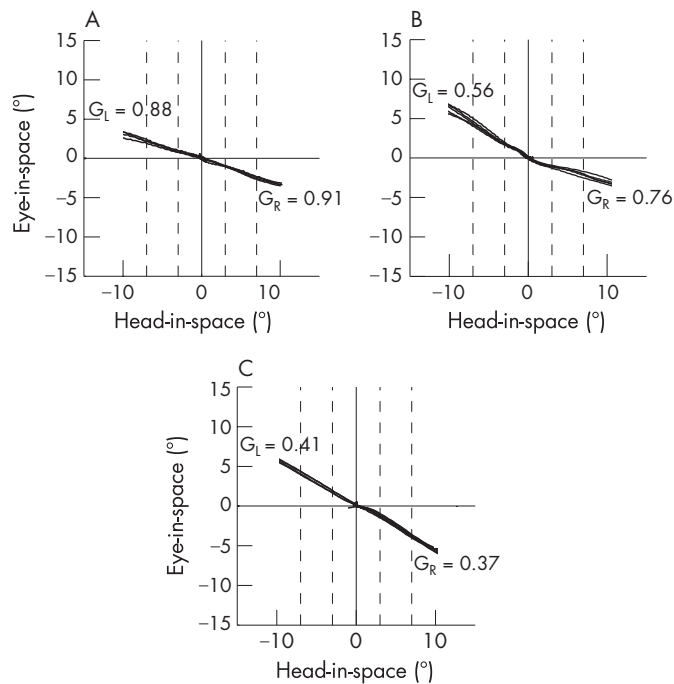 A
15
10
5
0
−5
−10
−15
−10 0 10
G_L = 0.88
G_R = 0.91
Eye-in-space (°)
Head-in-space (°)
B
15
10
5
0
−5
−10
−15
−10 0 10
G_L = 0.56
G_R = 0.76
Head-in-space (°)
C
15
10
5
0
−5
−10
−15
−10 0 10
G_L = 0.41
G_R = 0.37
Eye-in-space (°)
Head-in-space (°)